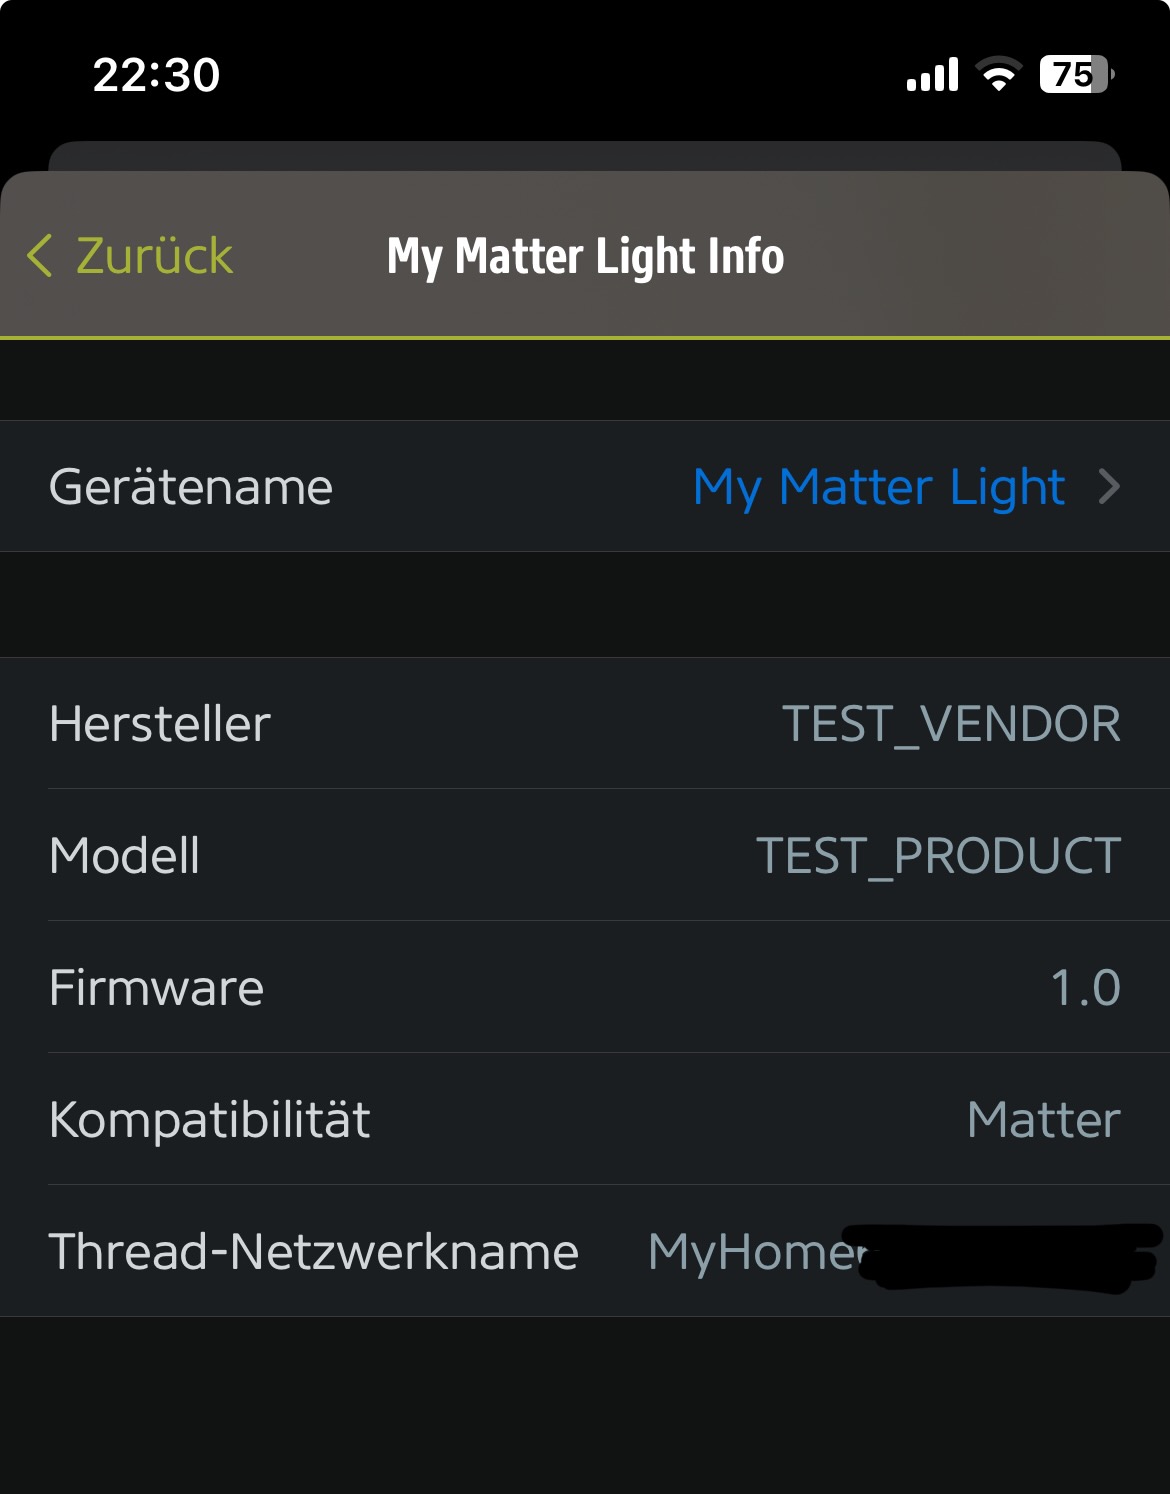 22:30
75
Zurück
My Matter Light Info
Gerätename My Matter Light
Hersteller TEST_VENDOR
Modell TEST_PRODUCT
Firmware 1.0
Kompatibilität Matter
Thread-Netzwerkname MyHome